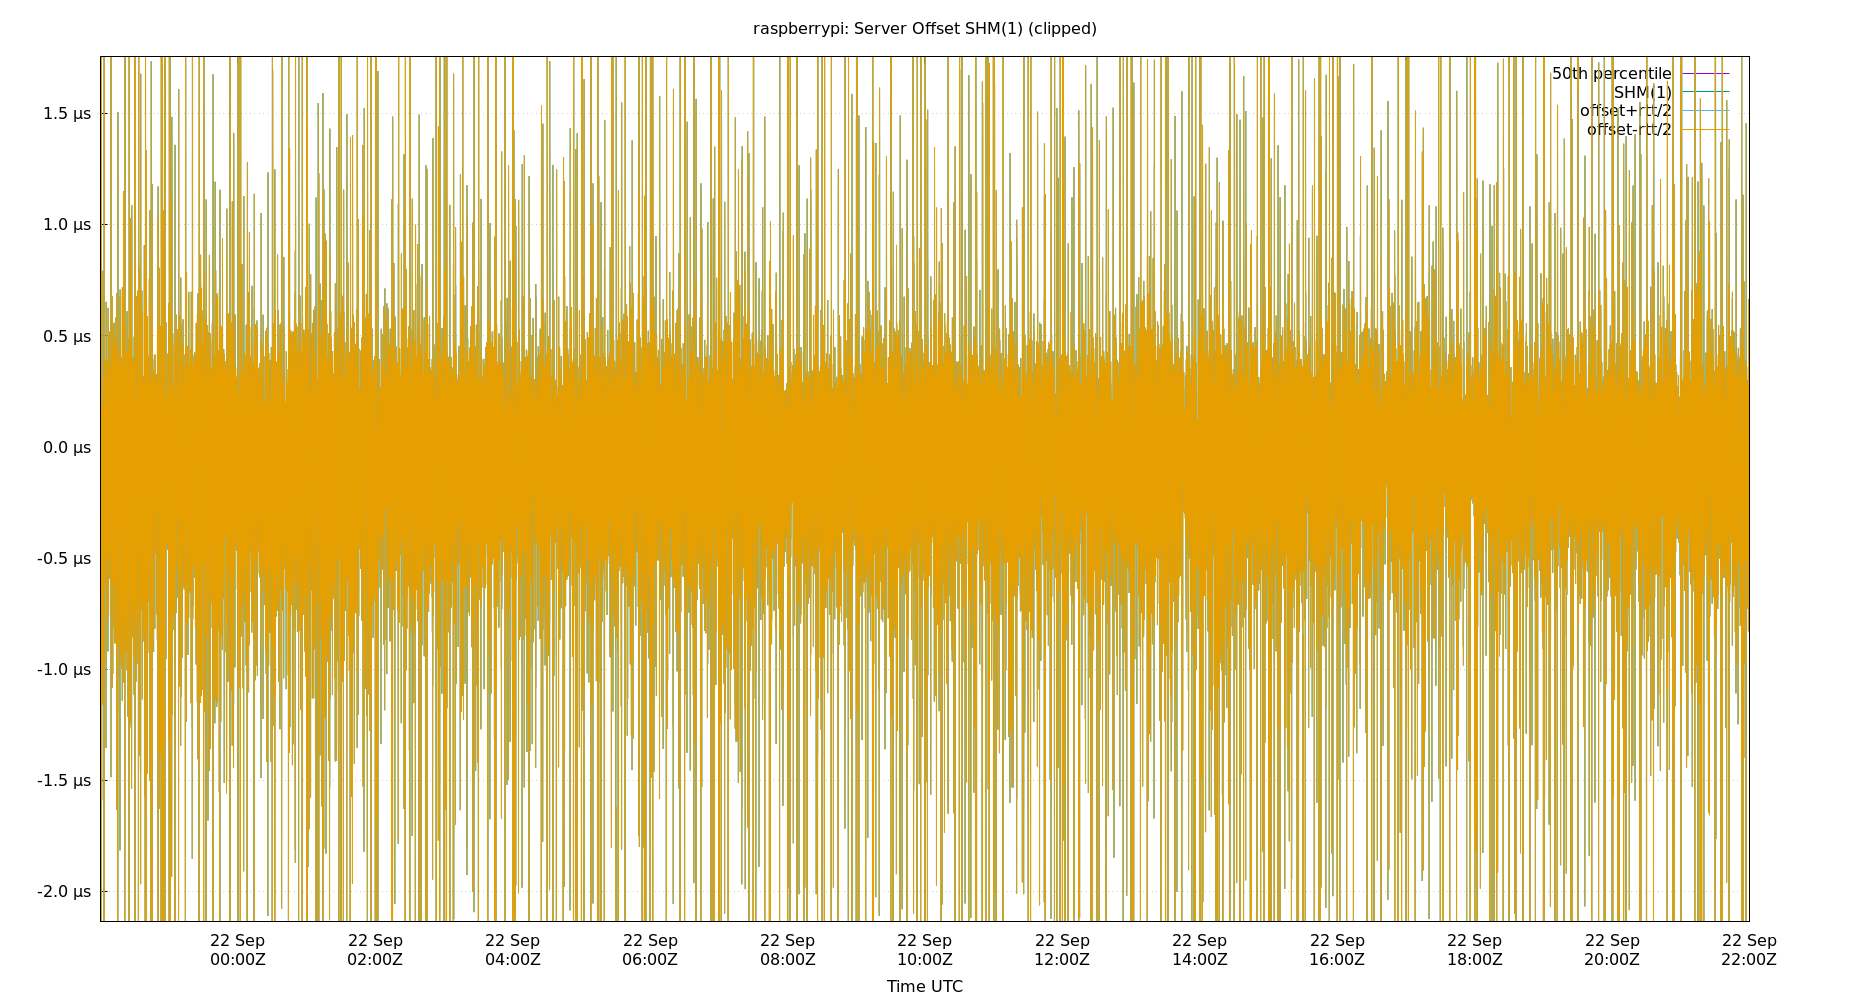 raspberrypi: Server Offset SHM(1) (clipped)
50th percentile
SHM(1)
offset+rtt/2
offset-rtt/2
1.5 µs
1.0 µs
0.5 µs
0.0 µs
-0.5 µs
-1.0 µs
-1.5 µs
-2.0 µs
22 Sep 22 Sep 22 Sep 22 Sep 22 Sep 22 Sep 22 Sep 22 Sep 22 Sep 22 Sep 22 Sep 22 Sep
00:00Z 02:00Z 04:00Z 06:00Z 08:00Z 10:00Z 12:00Z 14:00Z 16:00Z 18:00Z 20:00Z 22:00Z
Time UTC